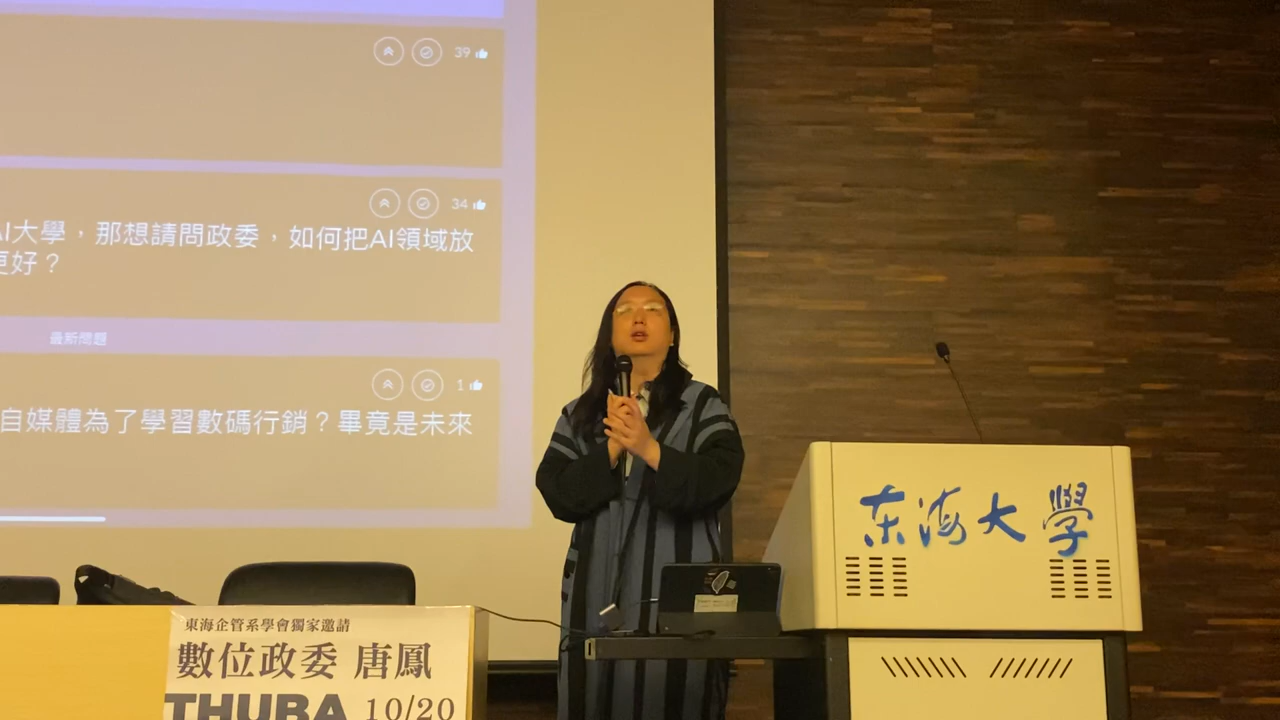 39
34
AI大學，那想請問政委，如何把AI領域放
更好？
最新問題
1
自媒體為了學習數碼行銷？畢竟是未來
东海大學
東海企管系學會獨家邀請
數位政委 唐鳳
THUBA 10/20